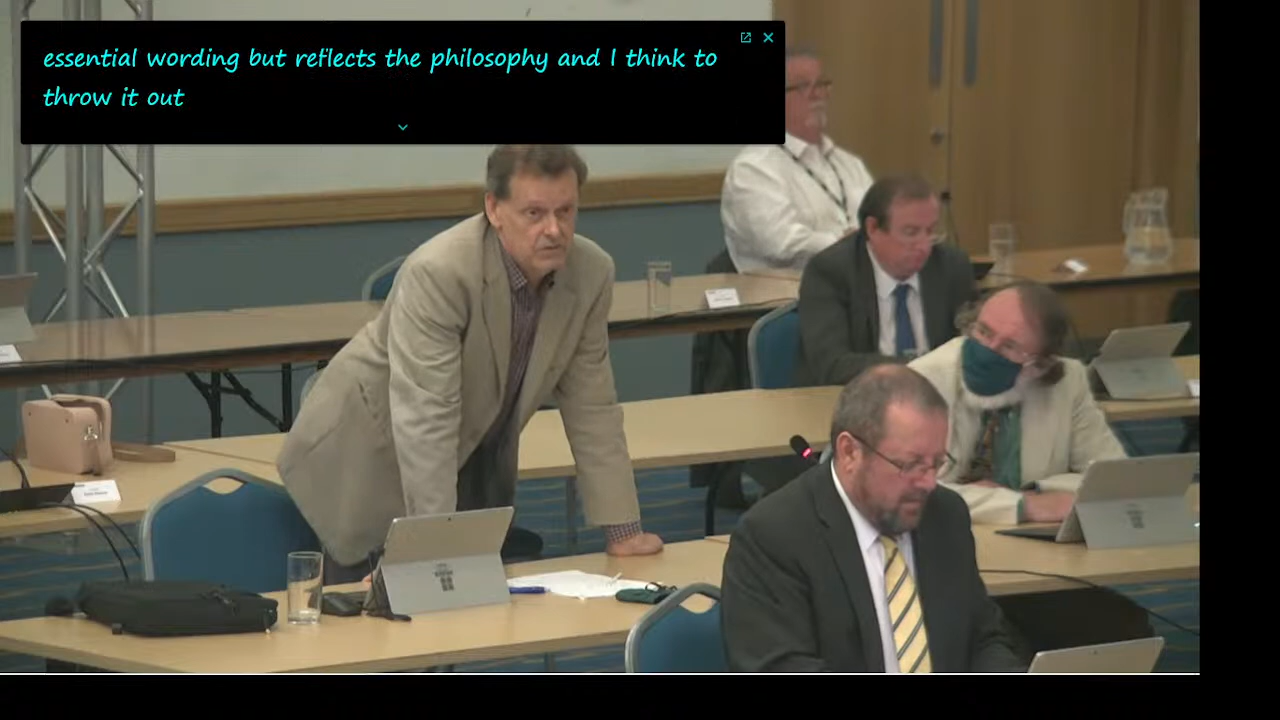 essential wording but reflects the philosophy and I think to
throw it out